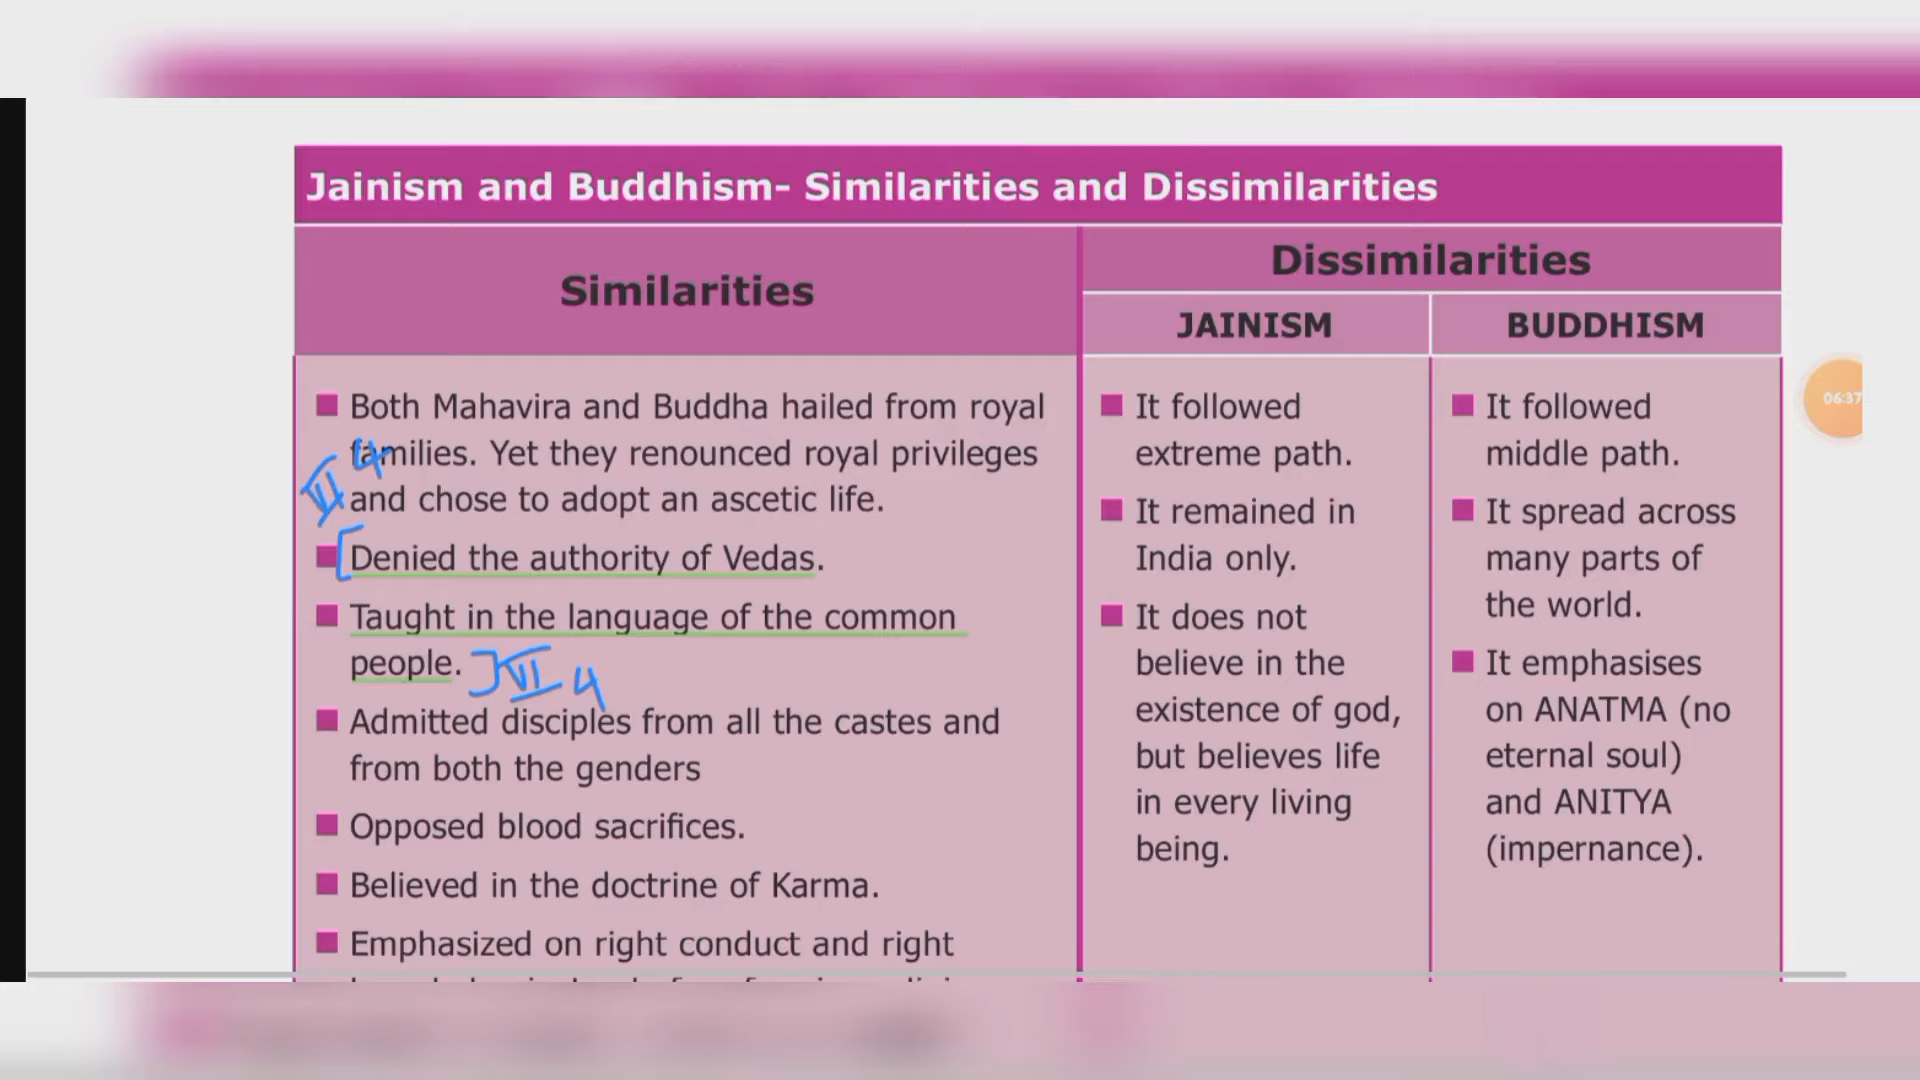 Jainism and Buddhism- Similarities and Dissimilarities
Similarities
Dissimilarities
JAINISM
BUDDHISM
Both Mahavira and Buddha hailed from royal
families. Yet they renounced royal privileges
and chose to adopt an ascetic life.
Denied the authority of Vedas.
Taught in the language of the common
people.
Admitted disciples from all the castes and
from both the genders
Opposed blood sacrifices.
Believed in the doctrine of Karma.
Emphasized on right conduct and right
It followed
extreme path.
It remained in
India only.
It does not
believe in the
existence of god,
but believes life
in every living
being.
It followed
middle path.
It spread across
many parts of
the world.
It emphasises
on ANATMA (no
eternal soul)
and ANITYA
(impernance).
VI 4
VI 4
06:37